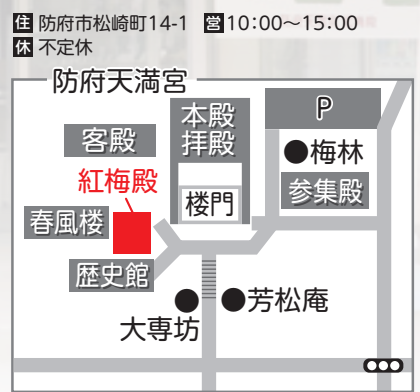 住 防府市松崎町14-1 営 10:00〜15:00
休 不定休
防府天満宮
本殿
拝殿
P
客殿
●梅林
紅梅殿
楼門
参集殿
春風楼
歴史館
●芳松庵
大専坊